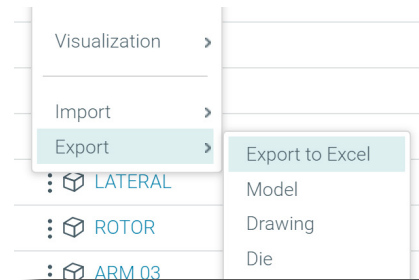 Visualization
Import
Export
Export to Excel
Model
Drawing
Die
LATERAL
ROTOR
ARM 03